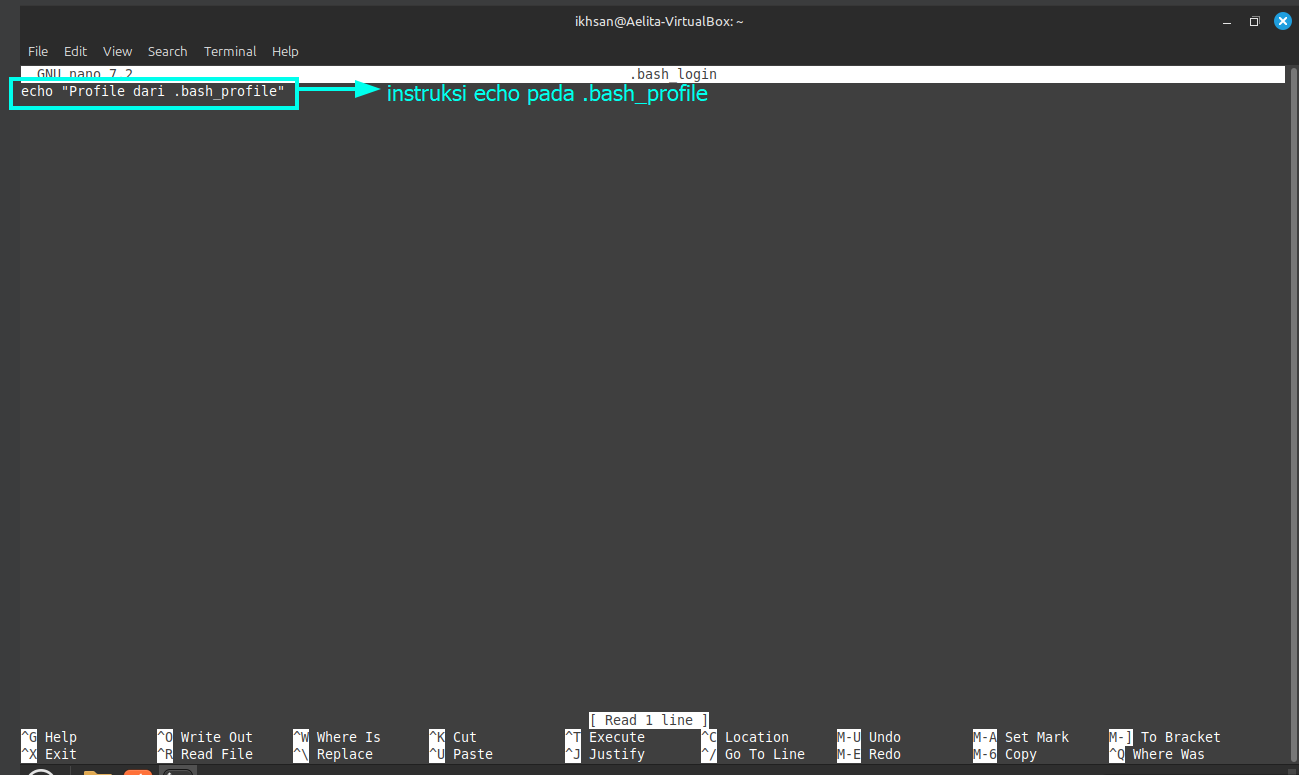 ikhsan@Aelita-VirtualBox: ~
File Edit View Search Terminal Help
GNU nano 7.2 .bash_login
echo "Profile dari .bash_profile"
instruksi echo pada .bash_profile
[ Read 1 line ]
^G Help ^O Write Out ^W Where Is ^K Cut ^T Execute ^C Location M-U Undo M-A Set Mark M-] To Bracket
^X Exit ^R Read File ^\ Replace ^U Paste ^J Justify ^/ Go To Line M-E Redo M-6 Copy ^Q Where Was